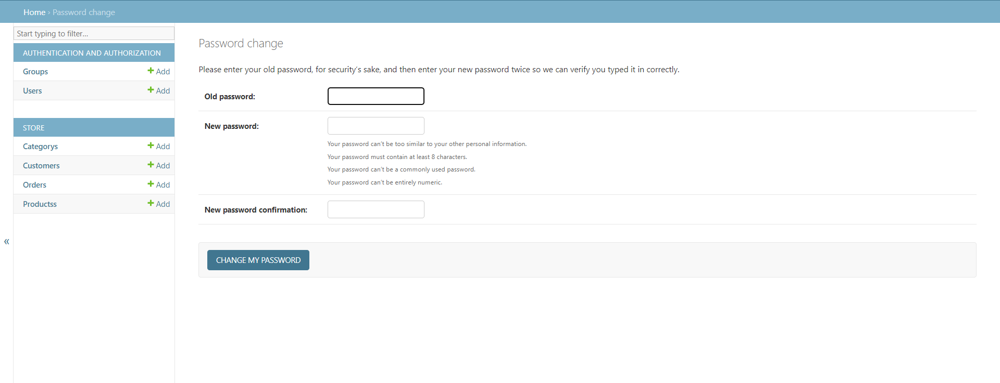 Home › Password change
Start typing to filter...
AUTHENTICATION AND AUTHORIZATION
Groups Add
Users Add
STORE
Categorys Add
Customers Add
Orders Add
Productss Add
«
Password change
Please enter your old password, for security’s sake, and then enter your new password twice so we can verify you typed it in correctly.
Old password:
New password:
Your password can’t be too similar to your other personal information.
Your password must contain at least 8 characters.
Your password can’t be a commonly used password.
Your password can’t be entirely numeric.
New password confirmation:
CHANGE MY PASSWORD